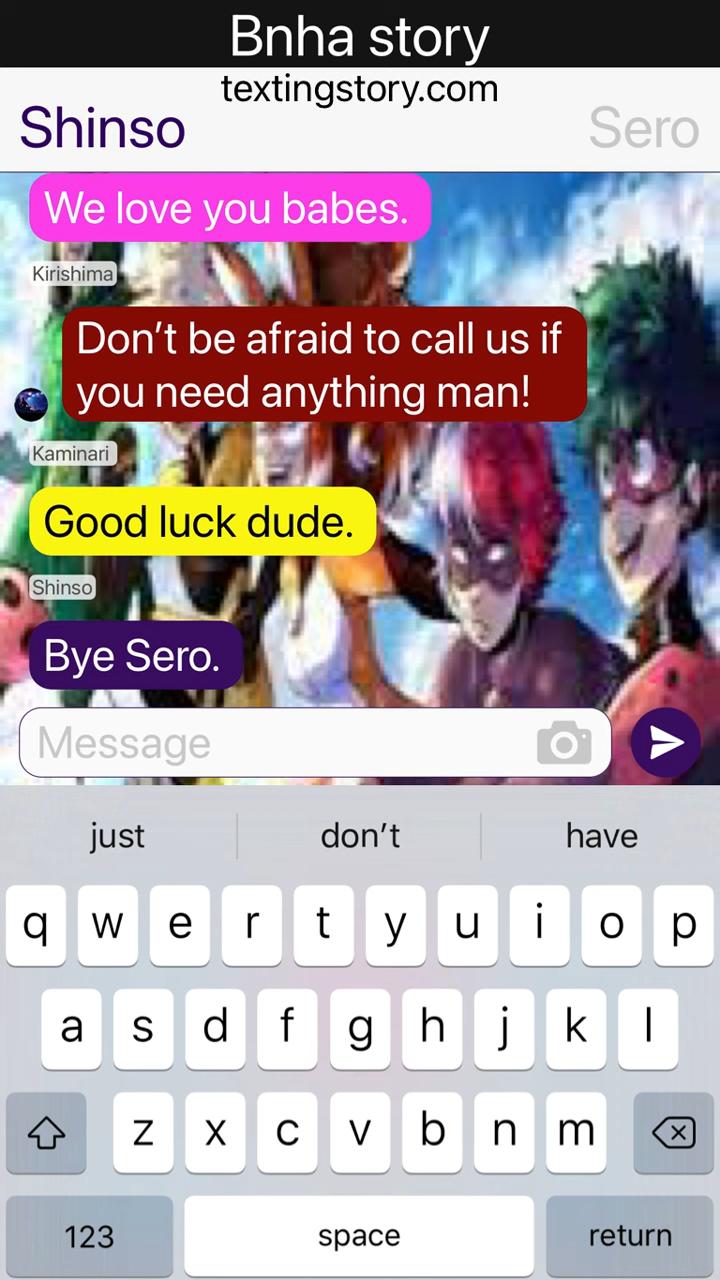 Bnha story
textingstory.com
Shinso
Sero
We love you babes.
Kirishima
Don’t be afraid to call us if
you need anything man!
Kaminari
Good luck dude.
Shinso
Bye Sero.
Message
just don’t have
q w e r t y u i o p
a s d f g h j k l
z x c v b n m
123 space return